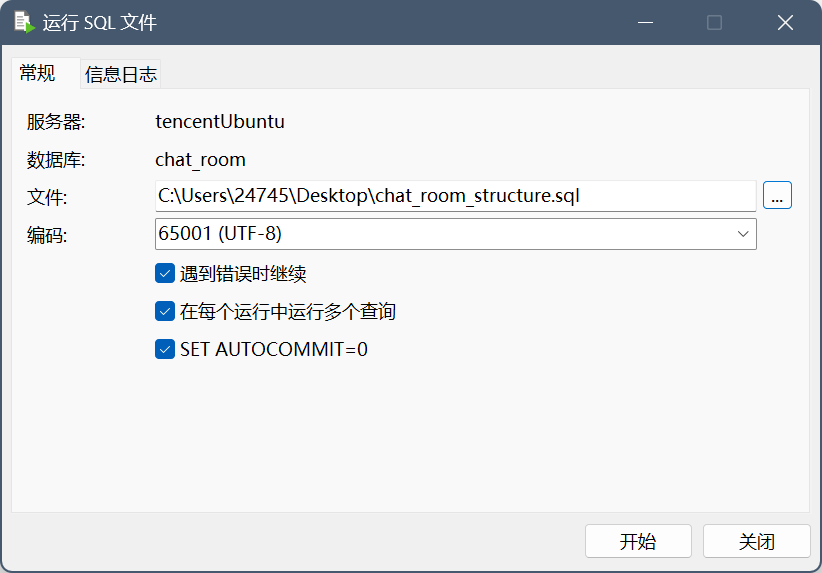 运行 SQL 文件
常规 信息日志
服务器: tencentUbuntu
数据库: chat_room
文件: C:\Users\24745\Desktop\chat_room_structure.sql ...
编码: 65001 (UTF-8)
遇到错误时继续
在每个运行中运行多个查询
SET AUTOCOMMIT=0
开始 关闭